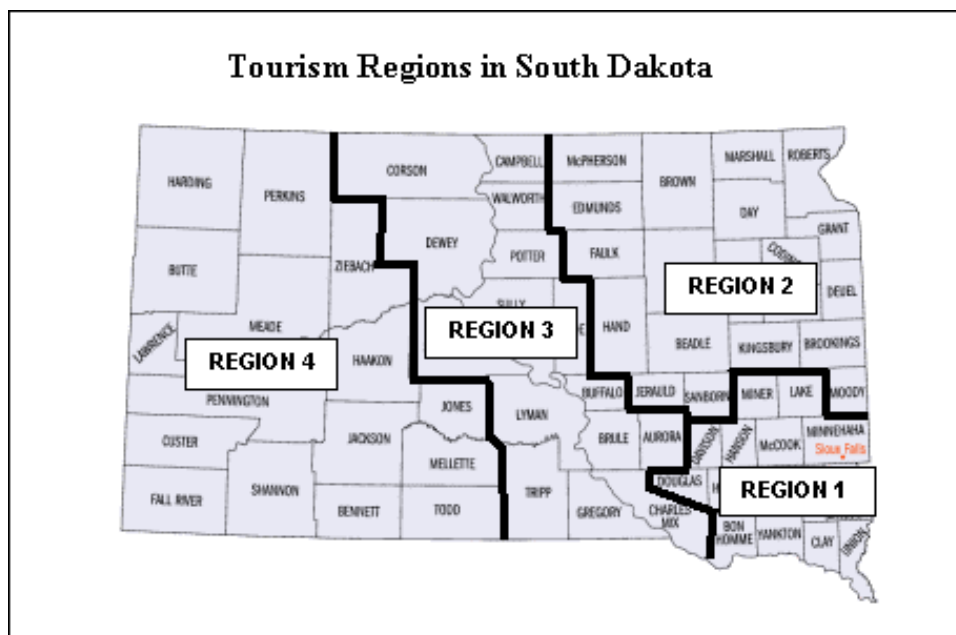 Tourism Regions in South Dakota
HARDING
PERKINS
CORSON
CAMPBELL
McPHERSON
BROWN
MARSHALL
ROBERTS
WALWORTH
EDMUNDS
DAY
GRANT
BUTTE
ZIEBACH
DEWEY
POTTER
FAULK
DEUEL
REGION 2
LAWRENCE
MEADE
HAAKON
SULLY
HAND
BEADLE
KINGSBURY
BROOKINGS
REGION 4
REGION 3
PENNINGTON
JONES
LYMAN
BUFFALO
JERAULD
SANBORN
MINER
LAKE
MOODY
CUSTER
JACKSON
MELLETTE
BRULE
AURORA
DAVISON
HANSON
McCOOK
MINNEHAHA
Sioux Falls
FALL RIVER
SHANNON
BENNETT
TODD
TRIPP
GREGORY
DOUGLAS
CHARLES
MIX
REGION 1
BON
HOMME
YANKTON
CLAY
UNION